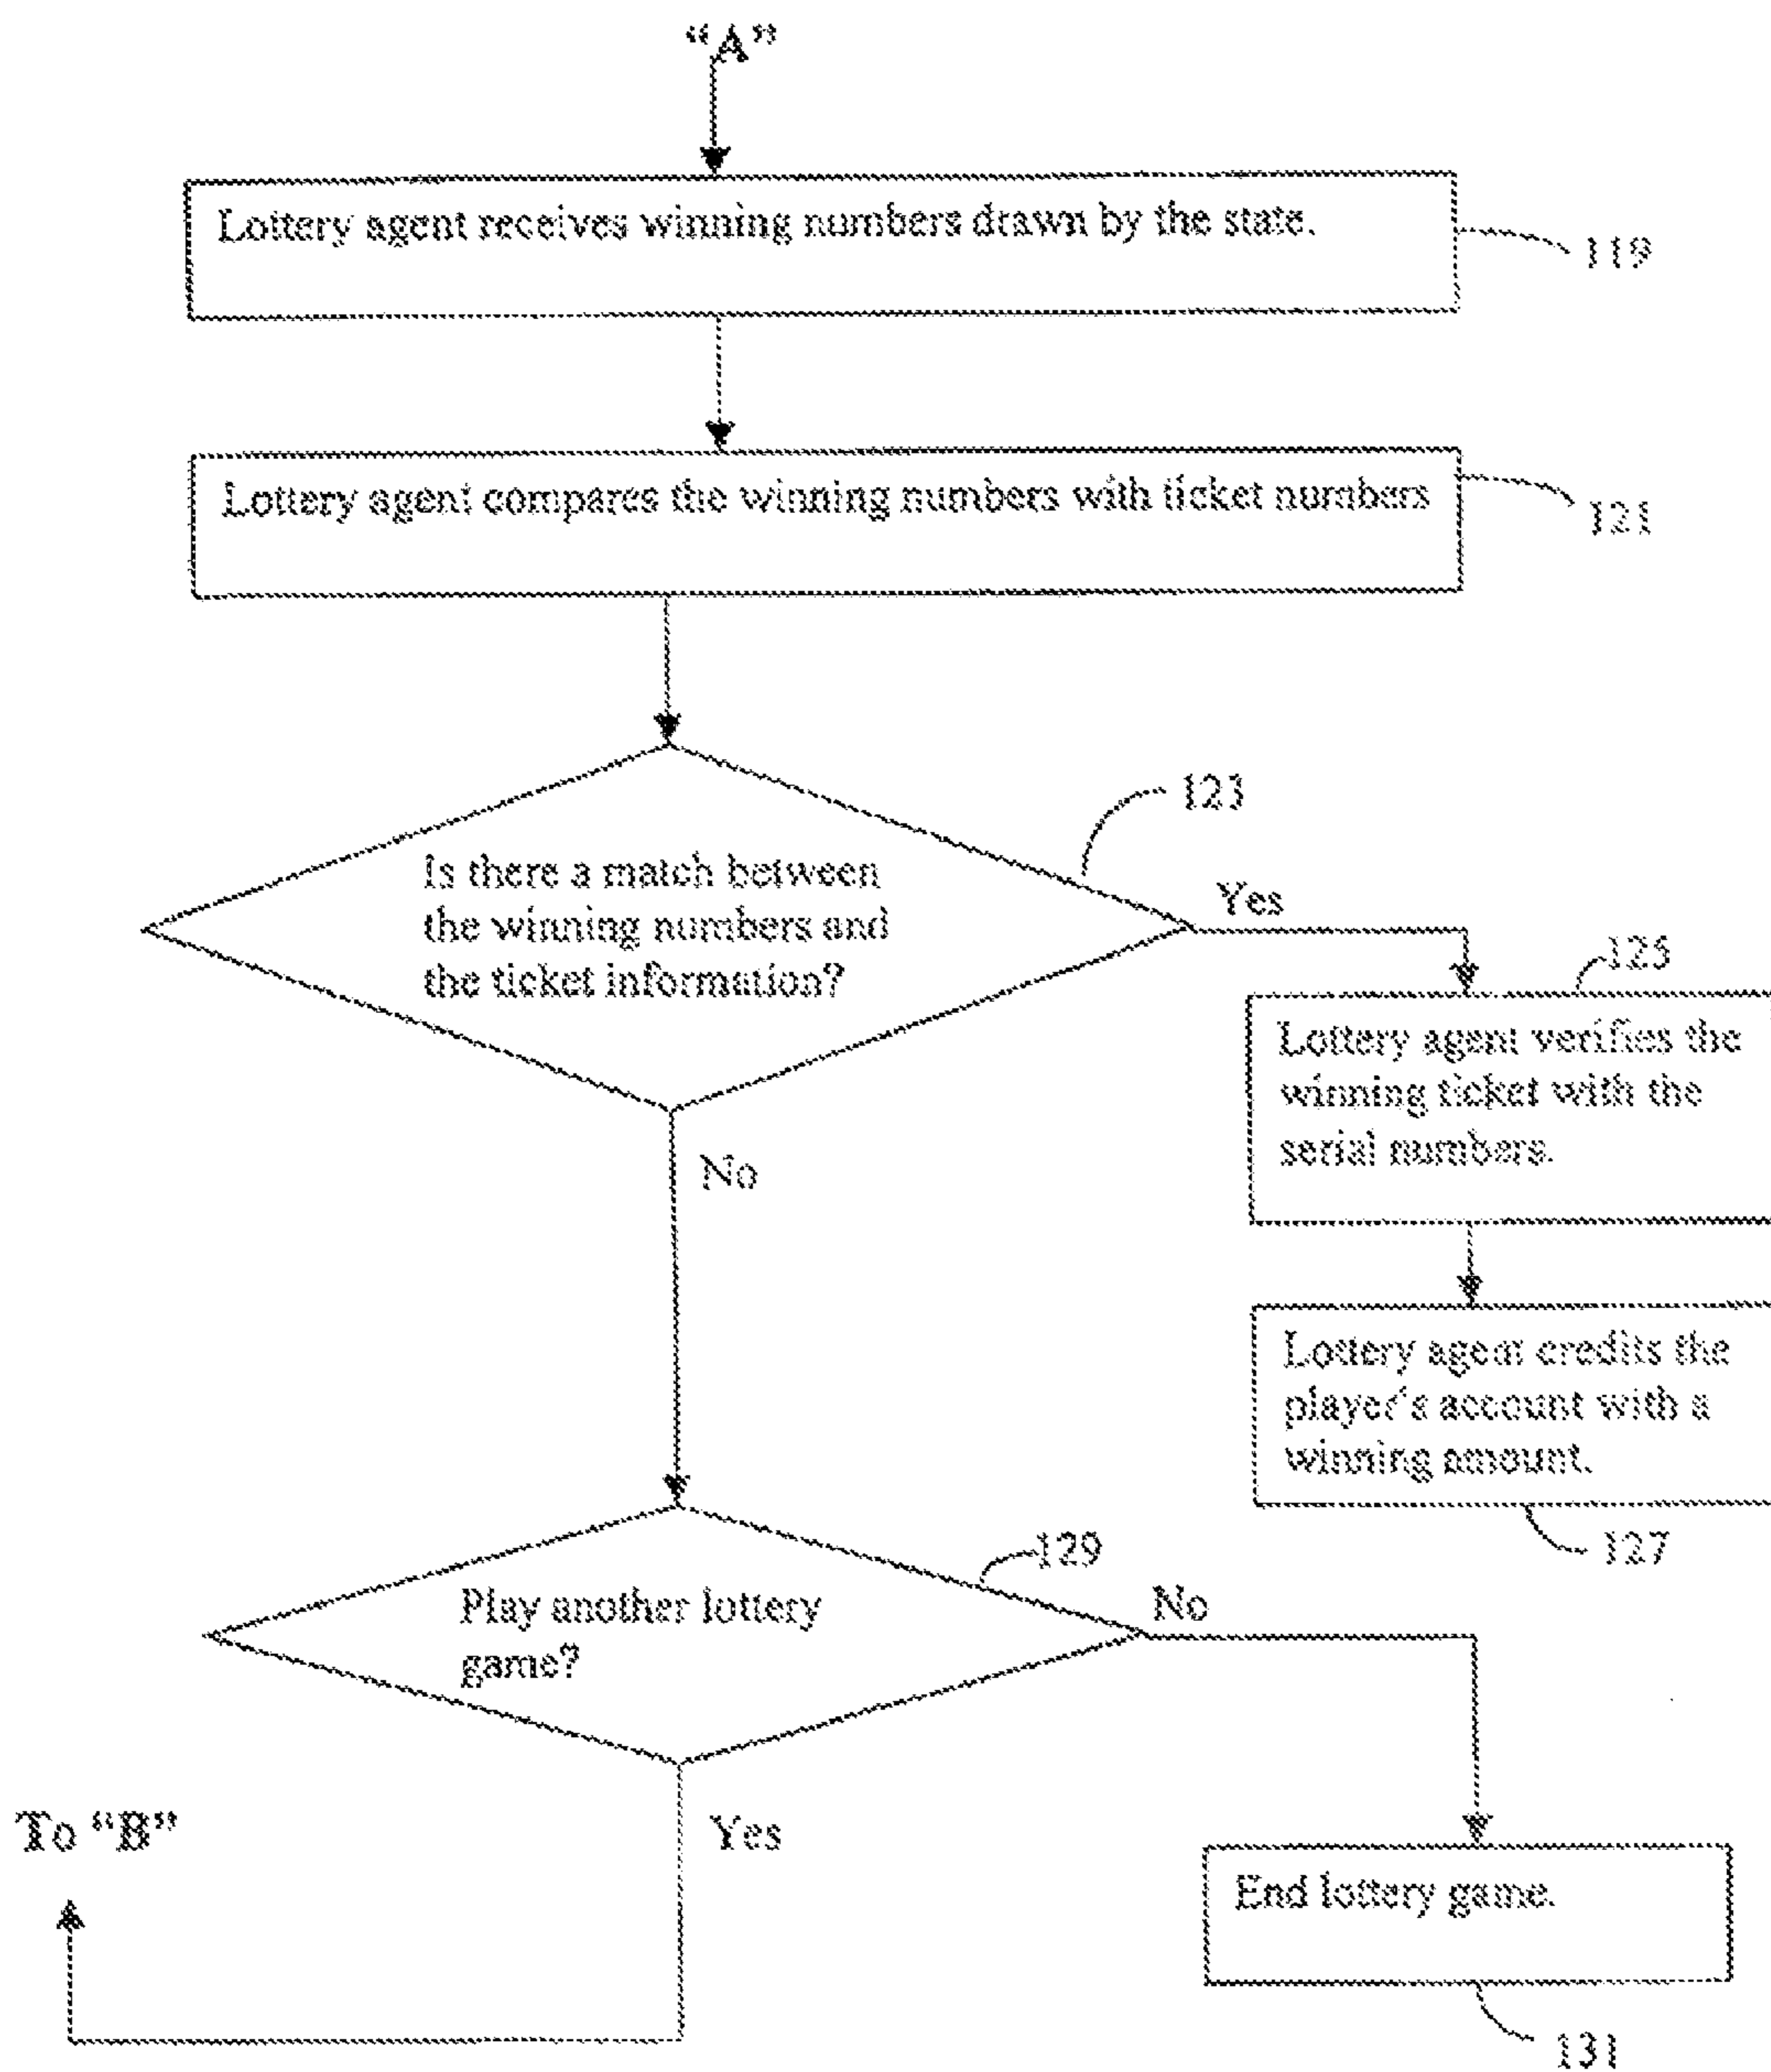 “A”
Lottery agent receives winning numbers drawn by the state.
119
Lottery agent compares the winning numbers with ticket numbers
121
123
Is there a match between
the winning numbers and
the ticket information?
Yes
125
Lottery agent verifies the
winning ticket with the
serial numbers.
No
Lottery agent credits the
player's account with a
winning amount.
127
129
Play another lottery
game?
No
To “B”
Yes
End lottery game.
131